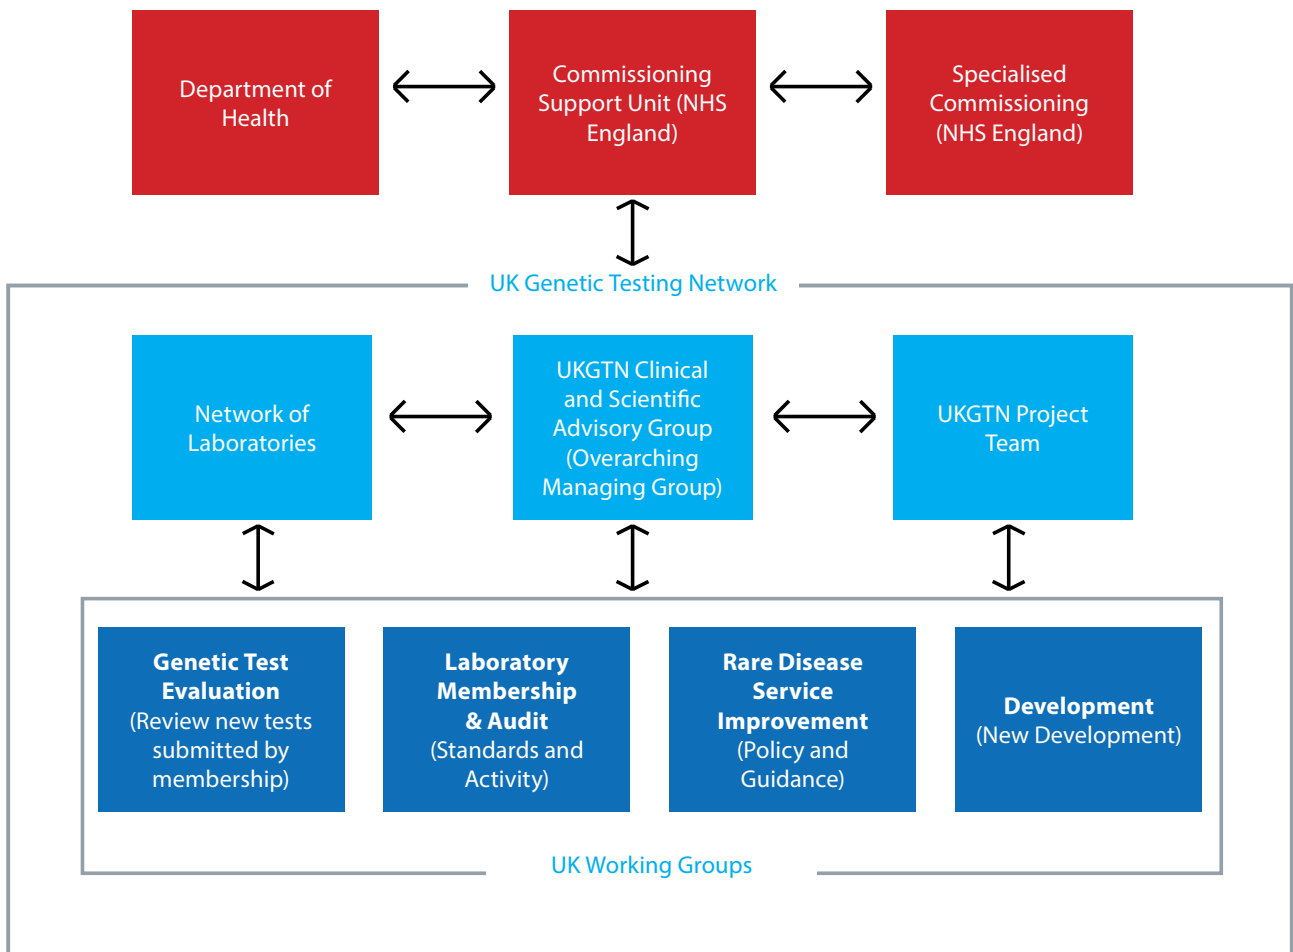 Department of
Health
Commissioning
Support Unit (NHS
England)
Specialised
Commissioning
(NHS England)
UK Genetic Testing Network
Network of
Laboratories
UKGTN Clinical
and Scientific
Advisory Group
(Overarching
Managing Group)
UKGTN Project
Team
Genetic Test
Evaluation
(Review new tests
submitted by
membership)
Laboratory
Membership
& Audit
(Standards and
Activity)
Rare Disease
Service
Improvement
(Policy and
Guidance)
Development
(New Development)
UK Working Groups